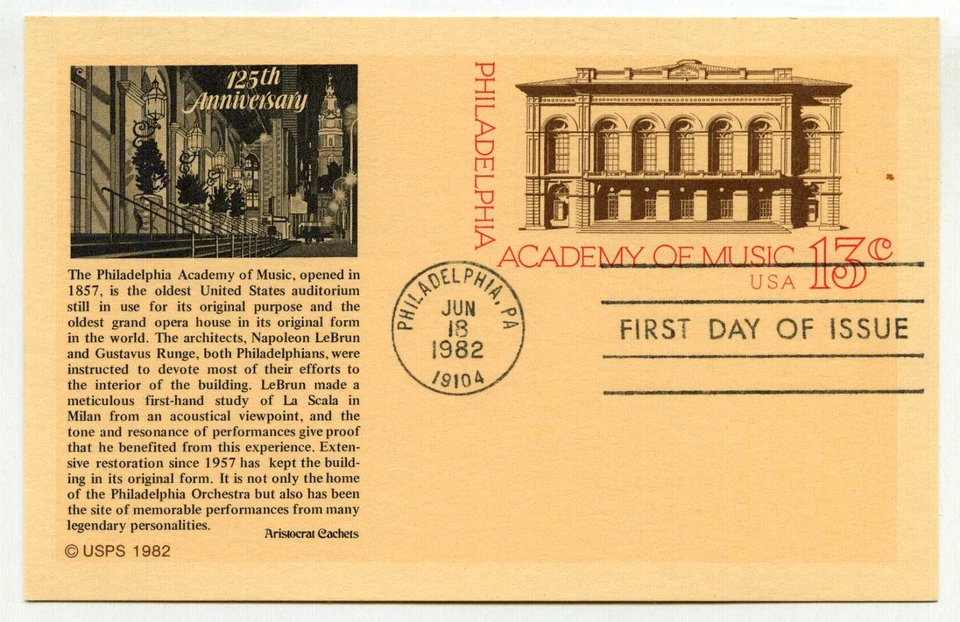 125th
Anniversary
The Philadelphia Academy of Music, opened in
1857, is the oldest United States auditorium
still in use for its original purpose and the
oldest grand opera house in its original form
in the world. The architects, Napoleon LeBrun
and Gustavus Runge, both Philadelphians, were
instructed to devote most of their efforts to
the interior of the building. LeBrun made a
meticulous first-hand study of La Scala in
Milan from an acoustical viewpoint, and the
tone and resonance of performances give proof
that he benefited from this experience. Exten-
sive restoration since 1957 has kept the build-
ing in its original form. It is not only the home
of the Philadelphia Orchestra but also has been
the site of memorable performances from many
legendary personalities.
Aristocrat Cachets
© USPS 1982
PHILADELPHIA
ACADEMY OF MUSIC 13c
USA
PHILADELPHIA, PA
JUN
18
1982
19104
FIRST DAY OF ISSUE